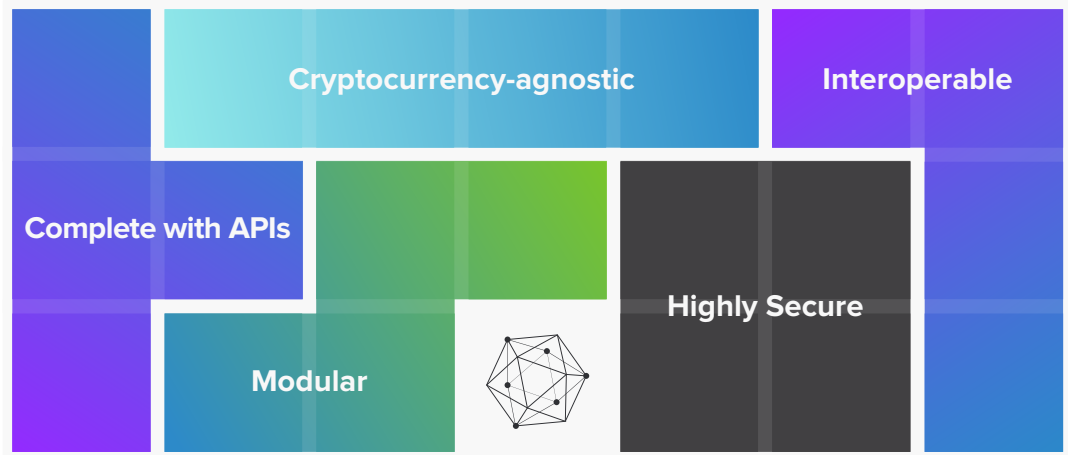 Cryptocurrency-agnostic
Interoperable
Complete with APIs
Highly Secure
Modular